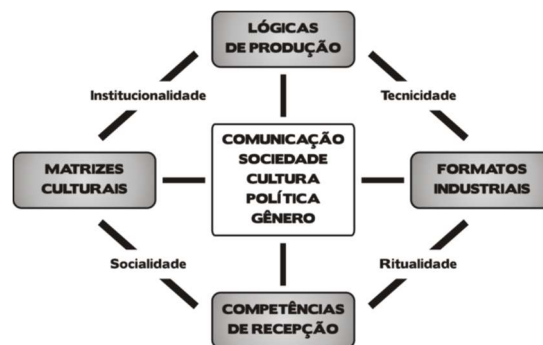 LÓGICAS
DE PRODUÇÃO
Institucionalidade
Tecnicidade
MATRIZES
CULTURAIS
COMUNICAÇÃO
SOCIEDADE
CULTURA
POLÍTICA
GÊNERO
FORMATOS
INDUSTRIAIS
Socialidade
Ritualidade
COMPETÊNCIAS
DE RECEPÇÃO